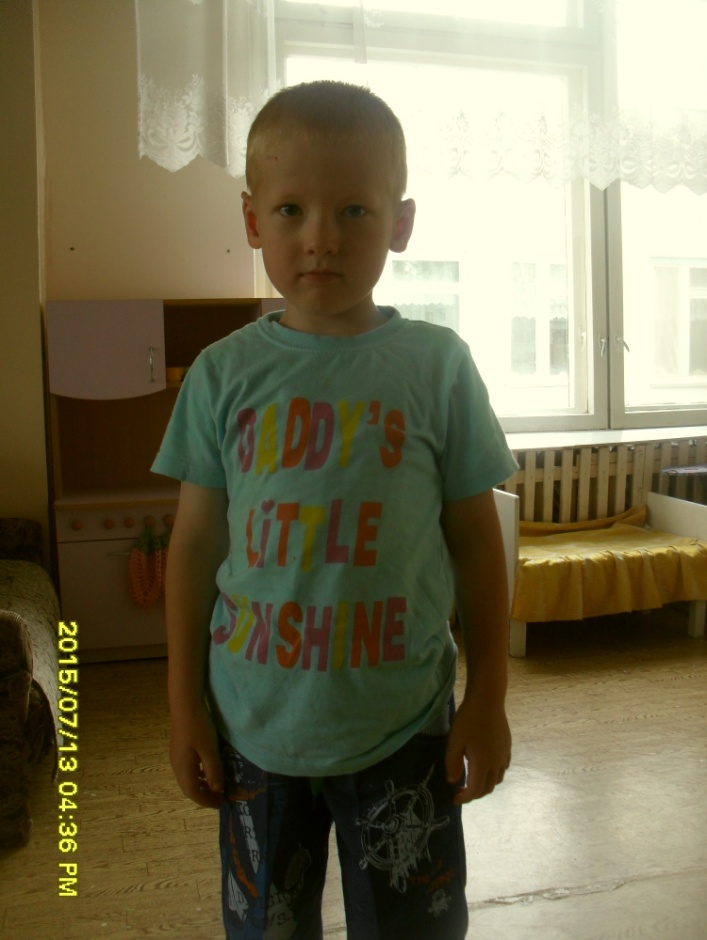 DADDY'S
LiTTLE
SUNSHINE
2015/07/13 04:36 PM